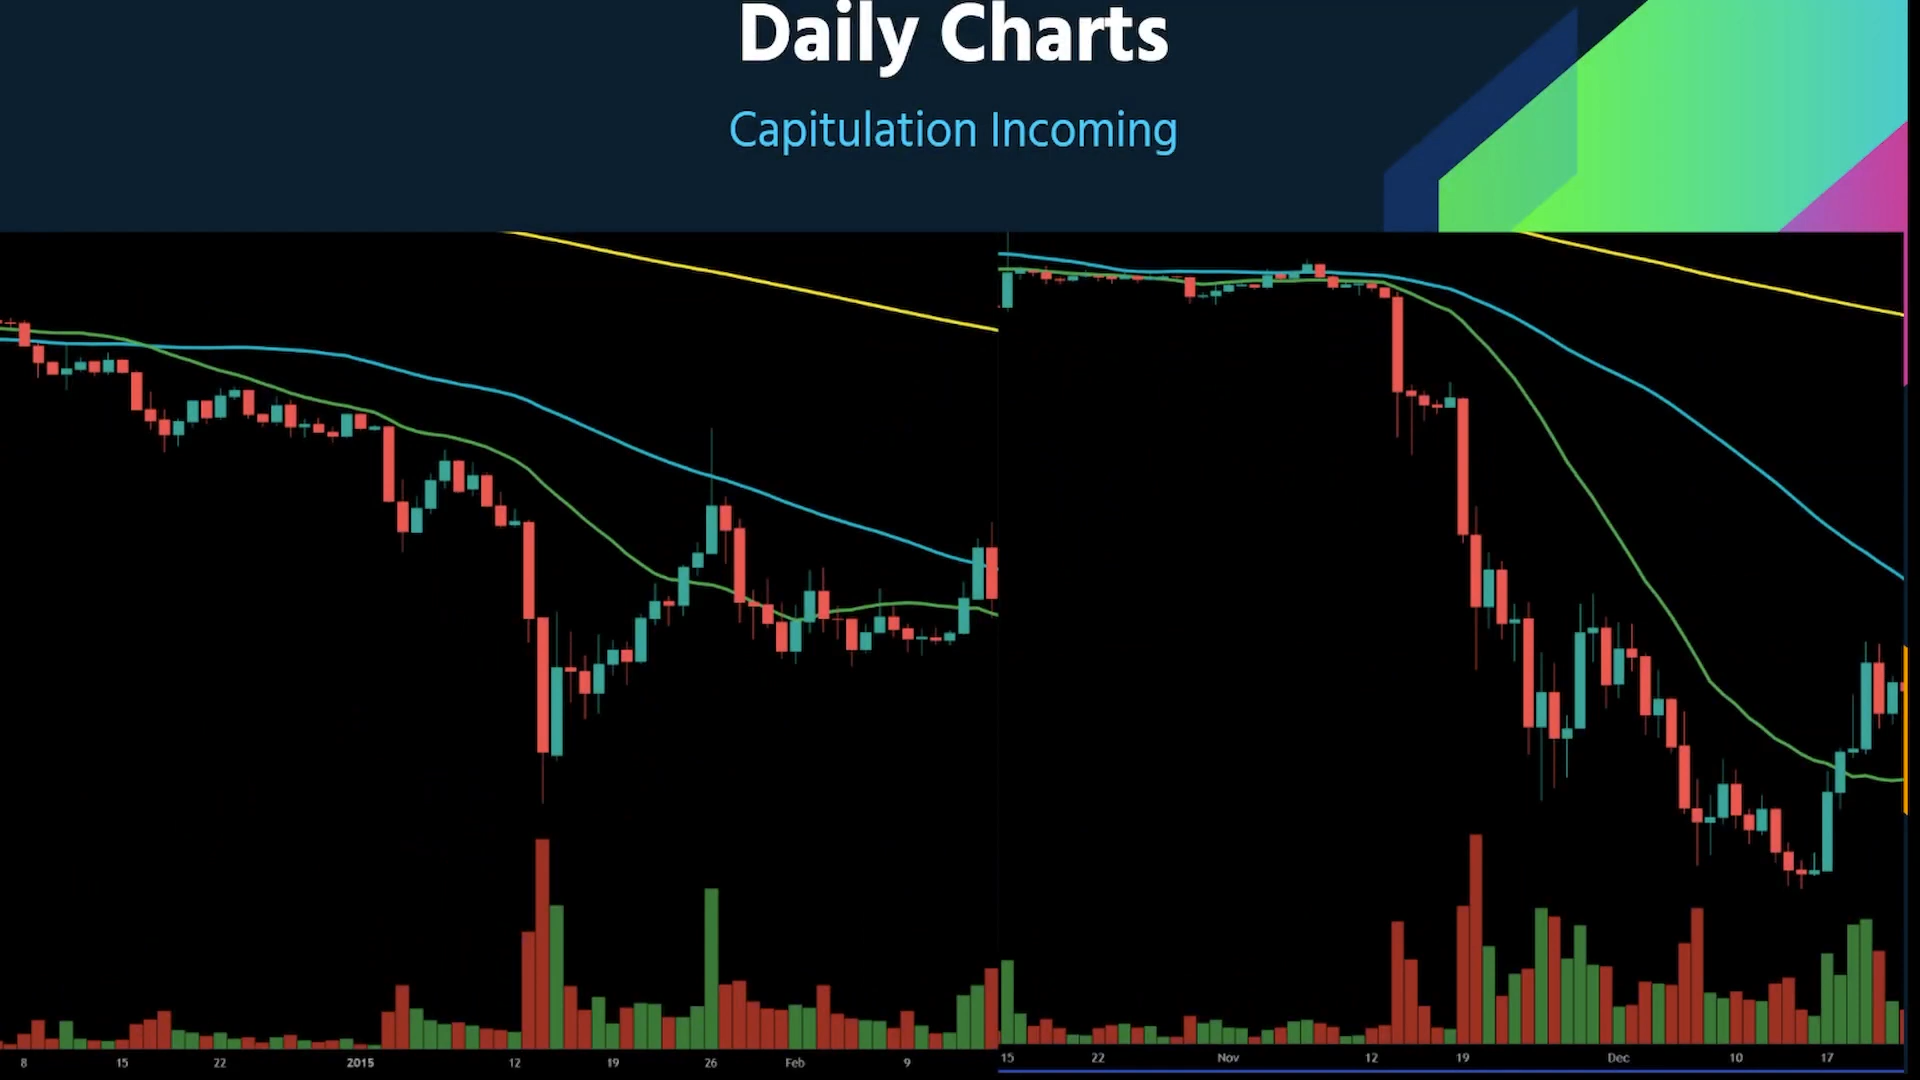 Daily Charts
Capitulation Incoming
8 15 22 2015 12 19 26 Feb 9
15 22 Nov 12 19 Dec 10 17